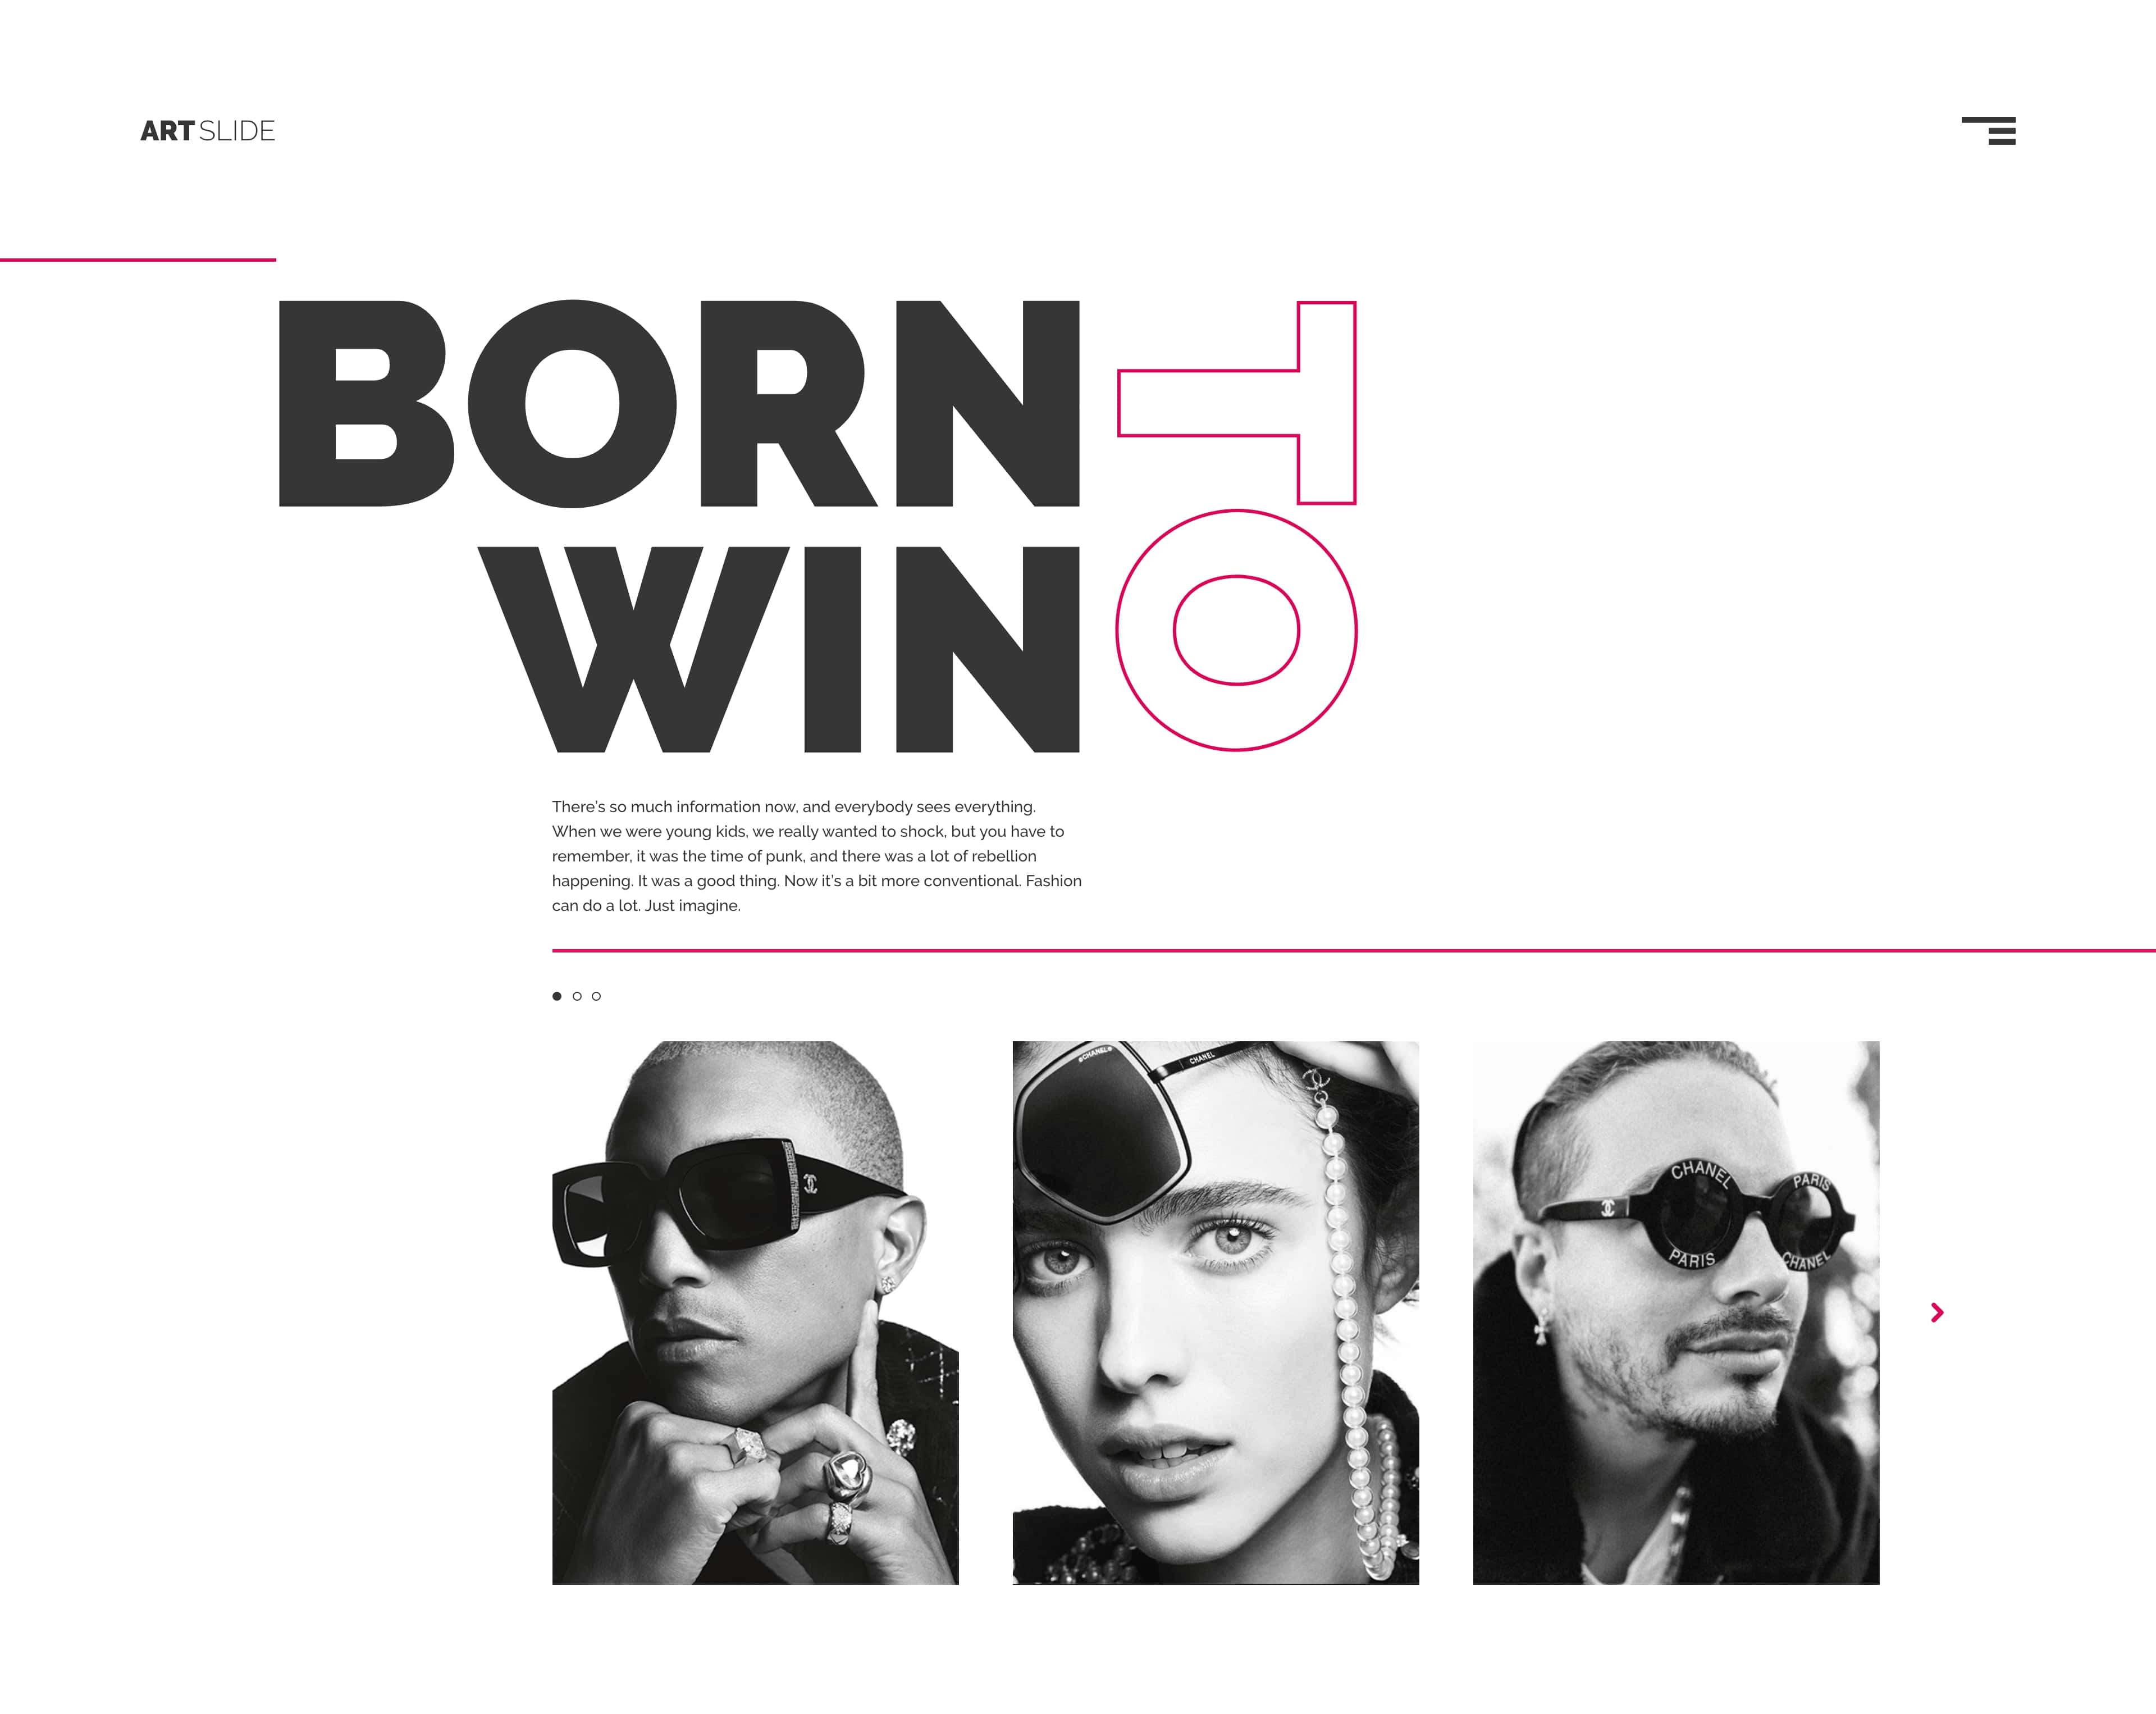 ART SLIDE
BORN TO
WIN
There's so much information now, and everybody sees everything.
When we were young kids, we really wanted to shock, but you have to
remember, it was the time of punk, and there was a lot of rebellion
happening. It was a good thing. Now it's a bit more conventional. Fashion
can do a lot. Just imagine.
CHANEL
CHANEL
CHANEL
PARIS
PARIS
CHANEL